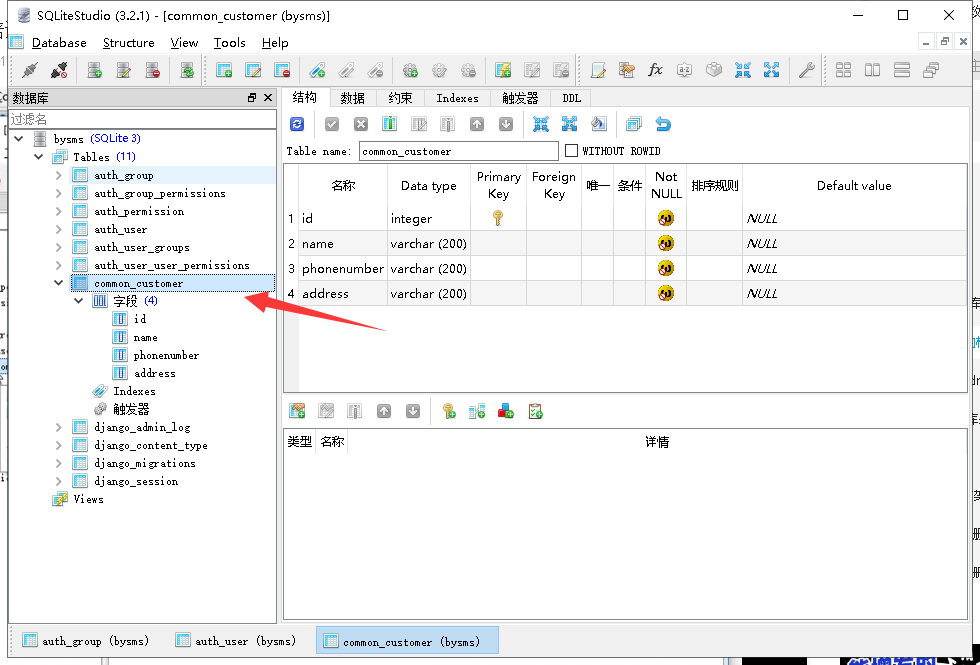 SQLiteStudio (3.2.1) - [common_customer (bysms)]
Database Structure View Tools Help
数据库
过滤名
bysms (SQLite 3)
Tables (11)
auth_group
auth_group_permissions
auth_permission
auth_user
auth_user_groups
auth_user_user_permissions
common_customer
字段 (4)
id
name
phonenumber
address
Indexes
触发器
django_admin_log
django_content_type
django_migrations
django_session
Views
结构 数据 约束 Indexes 触发器 DDL
Table name: common_customer WITHOUT ROWID
名称 Data type Primary Key Foreign Key 唯一 条件 Not NULL 排序规则 Default value
1 id integer NULL
2 name varchar (200) NULL
3 phonenumber varchar (200) NULL
4 address varchar (200) NULL
类型 名称 详情
auth_group (bysms) auth_user (bysms) common_customer (bysms)